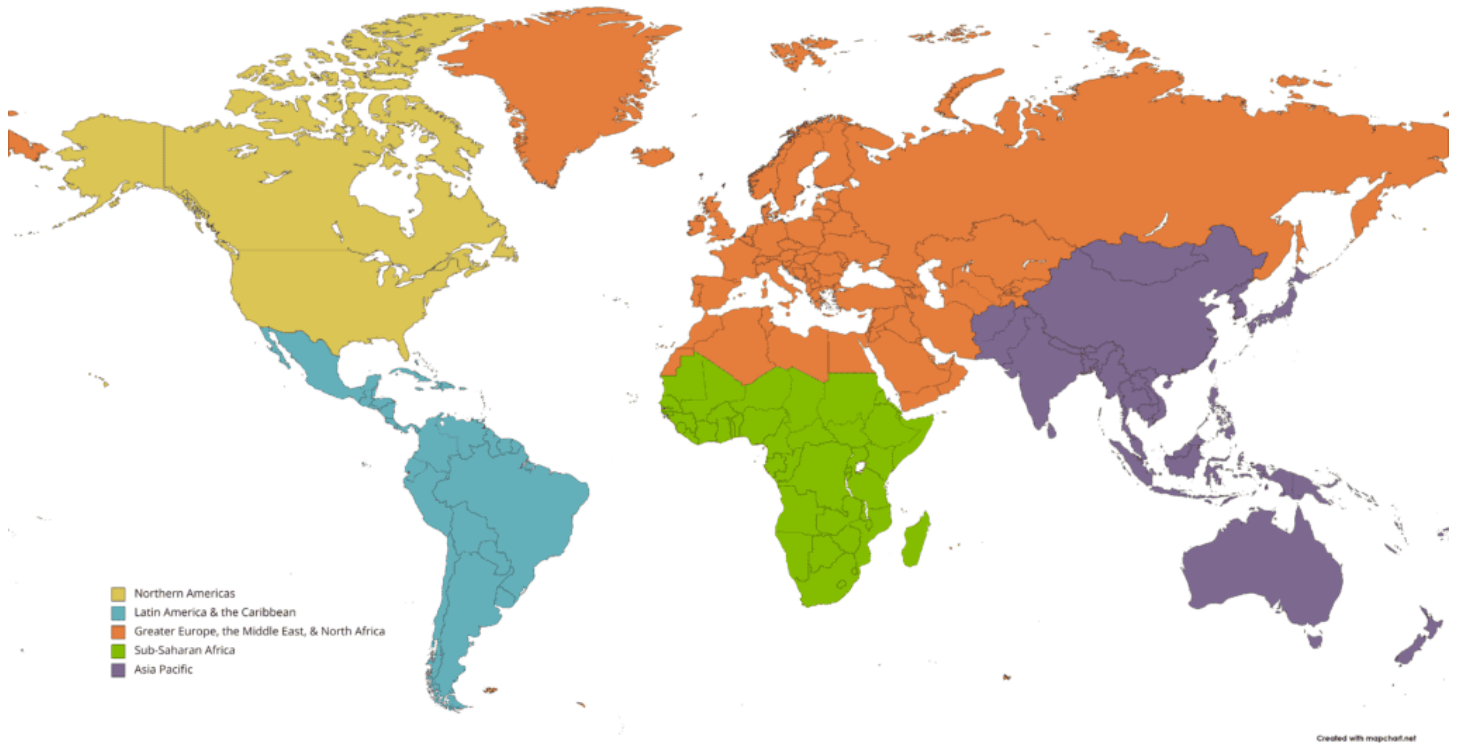 Northern Americas
Latin America & the Caribbean
Greater Europe, the Middle East, & North Africa
Sub-Saharan Africa
Asia Pacific
Created with mapchart.net